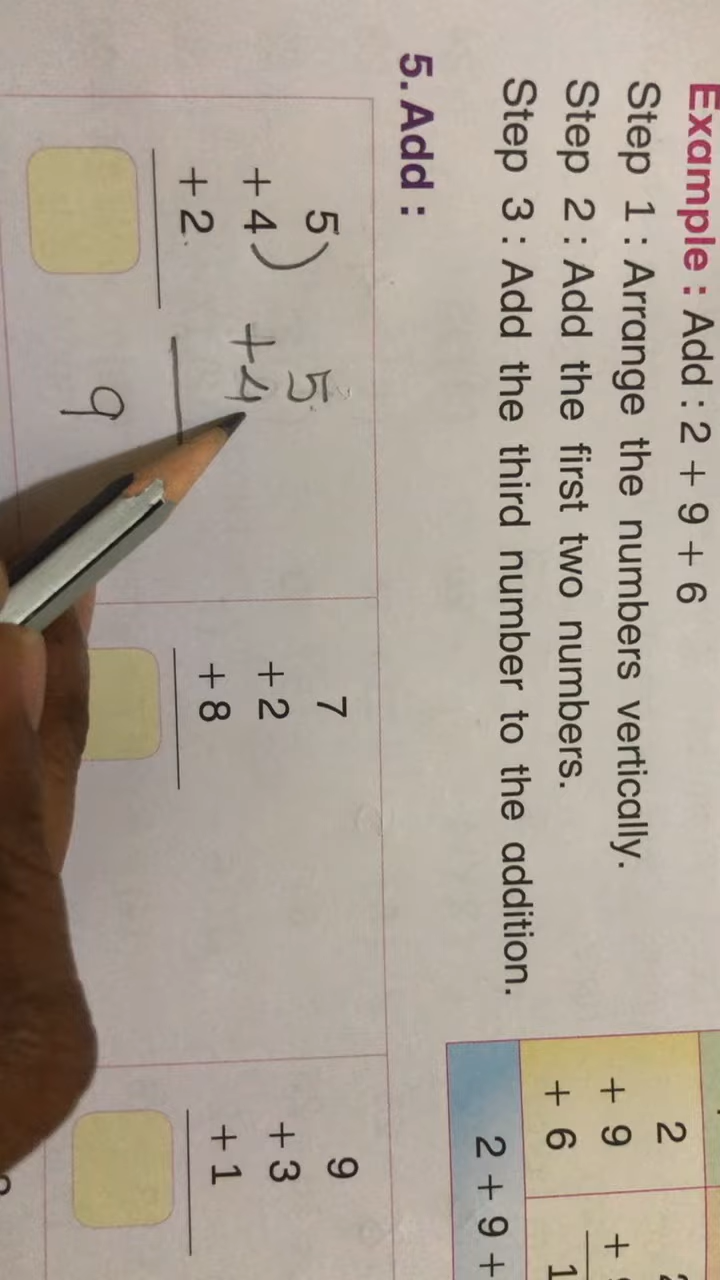 Example : Add : 2 + 9 + 6
Step 1 : Arrange the numbers vertically.
Step 2 : Add the first two numbers.
Step 3 : Add the third number to the addition.
2
+ 9
+ 6
2 + 9 +
+
1
5. Add :
5
+4
+2
5
+4
9
7
+2
+8
9
+3
+1